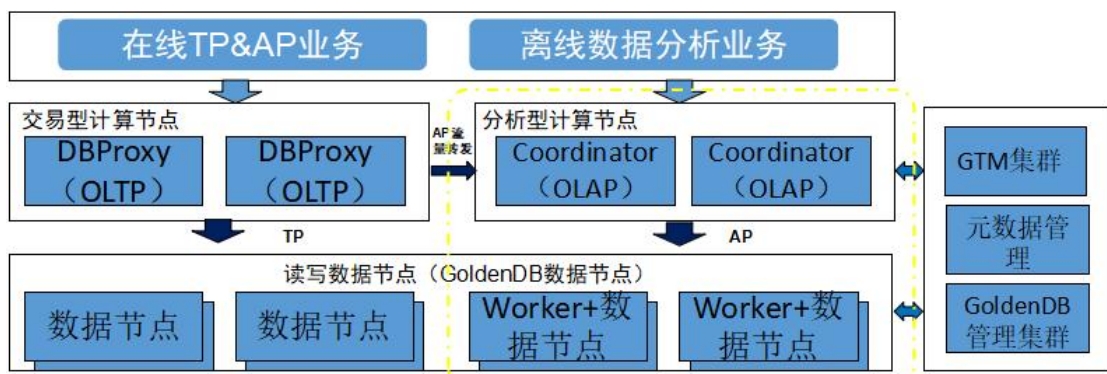 在线TP&AP业务
离线数据分析业务
交易型计算节点
DBProxy
（OLTP）
DBProxy
（OLTP）
AP流
量转发
分析型计算节点
Coordinator
（OLAP）
Coordinator
（OLAP）
TP
AP
读写数据节点（GoldenDB数据节点）
数据节点
数据节点
Worker+数
据节点
Worker+数
据节点
GTM集群
元数据管
理
GoldenDB
管理集群